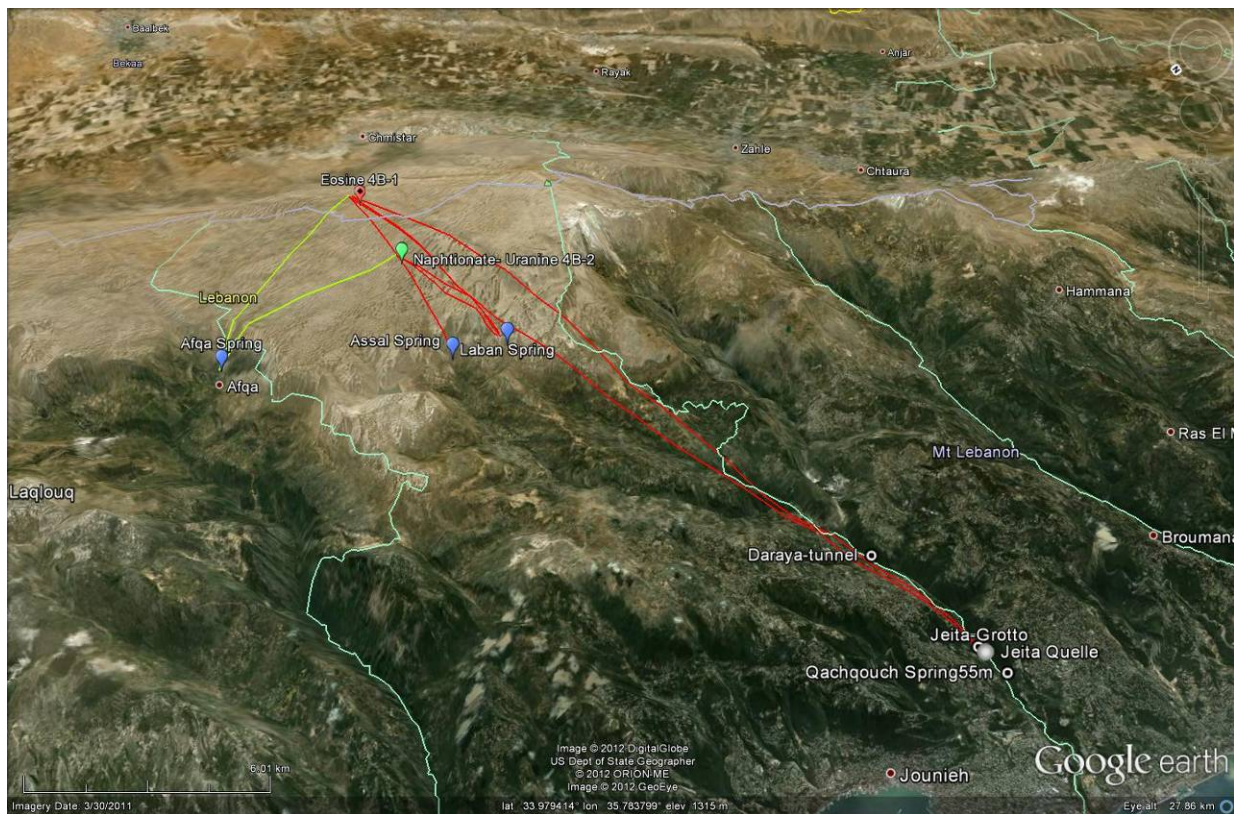 Baalbek
Bekaa
Anjar
Rayak
Chmistar
Zahle
Chtaura
Eosine 4B-1
Naphtionate- Uranine 4B-2
Lebanon
Hammana
Afqa Spring
Assal Spring
Laban Spring
Afqa
Ras El
Mt Lebanon
Laqlouq
Broumana
Daraya-tunnel
Jeita-Grotto
Jeita Quelle
Qachqouch Spring55m
Image © 2012 DigitalGlobe
US Dept of State Geographer
© 2012 ORION-ME
Image © 2012 GeoEye
Google earth
6.01 km
Jounieh
Imagery Date: 3/30/2011
lat 33.979414° lon 35.783799° elev 1315 m
Eye alt 27.86 km